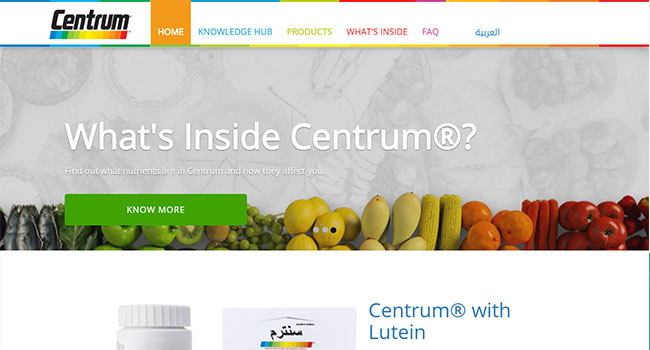 Centrum
HOME
KNOWLEDGE HUB
PRODUCTS
WHAT'S INSIDE
FAQ
العربية
What's Inside Centrum®?
Find out what nutrients are in Centrum and how they affect you.
KNOW MORE
سنترم
Centrum® with
Lutein